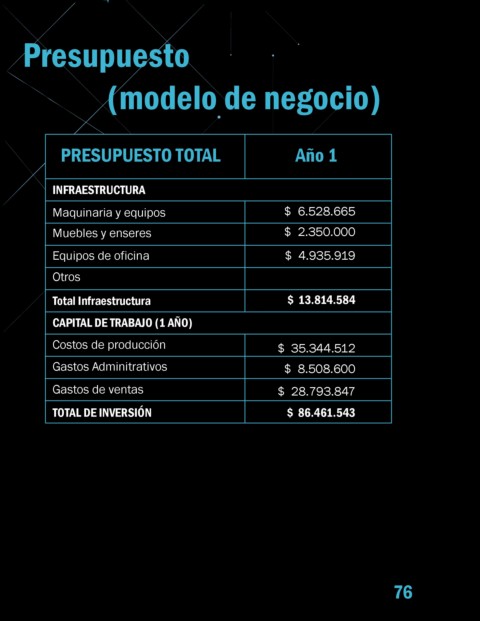 Presupuesto
(modelo de negocio)
PRESUPUESTO TOTAL Año 1
INFRAESTRUCTURA
Maquinaria y equipos $ 6.528.665
Muebles y enseres $ 2.350.000
Equipos de oficina $ 4.935.919
Otros
Total Infraestructura $ 13.814.584
CAPITAL DE TRABAJO (1 AÑO)
Costos de producción $ 35.344.512
Gastos Adminitrativos $ 8.508.600
Gastos de ventas $ 28.793.847
TOTAL DE INVERSIÓN $ 86.461.543
76